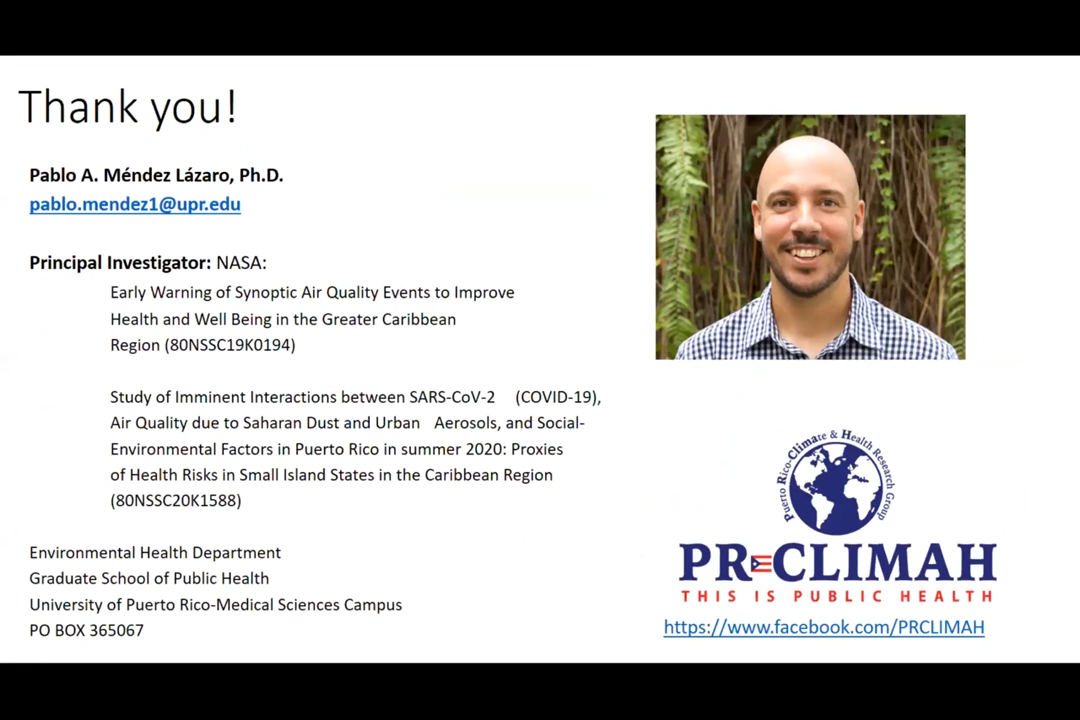 Thank you!
Pablo A. Méndez Lázaro, Ph.D.
pablo.mendez1@upr.edu
Principal Investigator: NASA:
Early Warning of Synoptic Air Quality Events to Improve
Health and Well Being in the Greater Caribbean
Region (80NSSC19K0194)
Study of Imminent Interactions between SARS-CoV-2 (COVID-19),
Air Quality due to Saharan Dust and Urban Aerosols, and Social-
Environmental Factors in Puerto Rico in summer 2020: Proxies
of Health Risks in Small Island States in the Caribbean Region
(80NSSC20K1588)
Environmental Health Department
Graduate School of Public Health
University of Puerto Rico-Medical Sciences Campus
PO BOX 365067
Puerto Rico-Climate & Health Research Group
PR CLIMAH
THIS IS PUBLIC HEALTH
https://www.facebook.com/PRCLIMAH